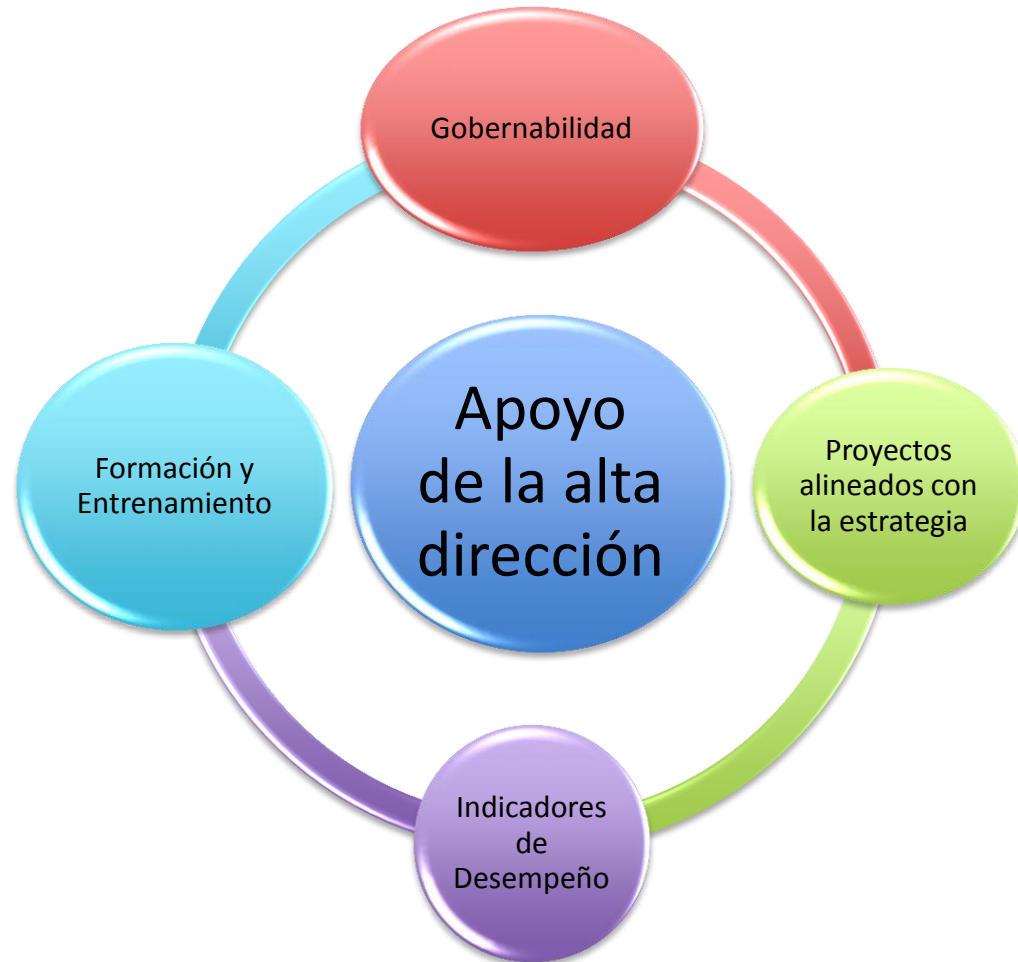 Gobernabilidad
Apoyo
de la alta
dirección
Formación y
Entrenamiento
Proyectos
alineados con
la estrategia
Indicadores
de
Desempeño